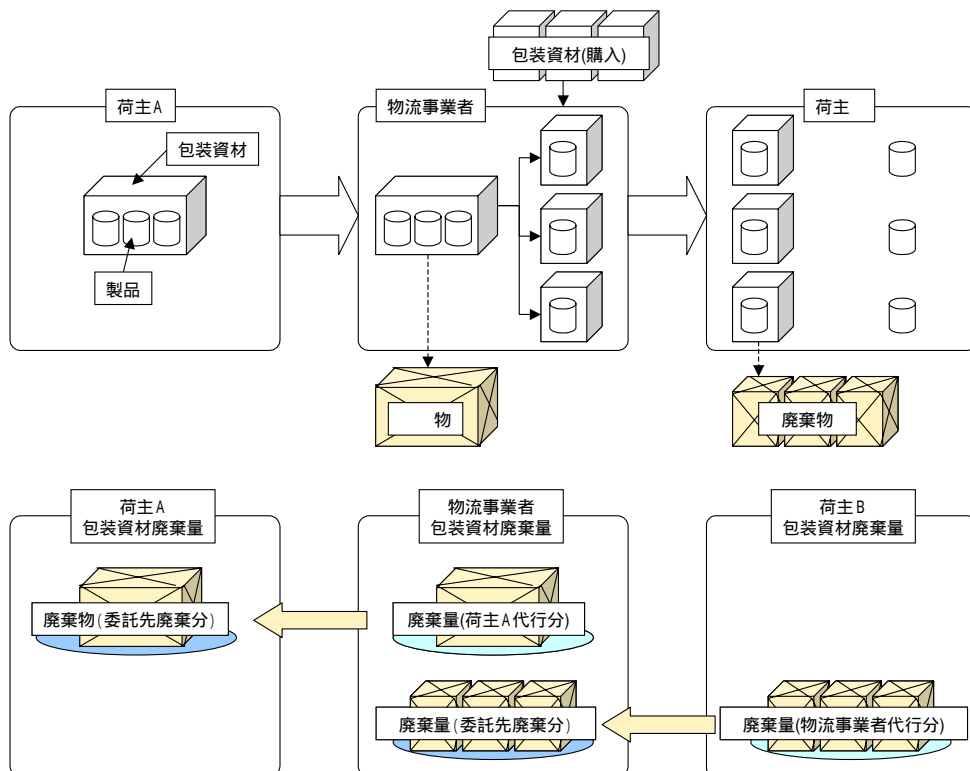 包装資材(購入)
荷主A
物流事業者
荷主
包装資材
製品
物
廃棄物
荷主A
包装資材廃棄量
物流事業者
包装資材廃棄量
荷主B
包装資材廃棄量
廃棄物(委託先廃棄分)
廃棄量(荷主A代行分)
廃棄量(委託先廃棄分)
廃棄量(物流事業者代行分)